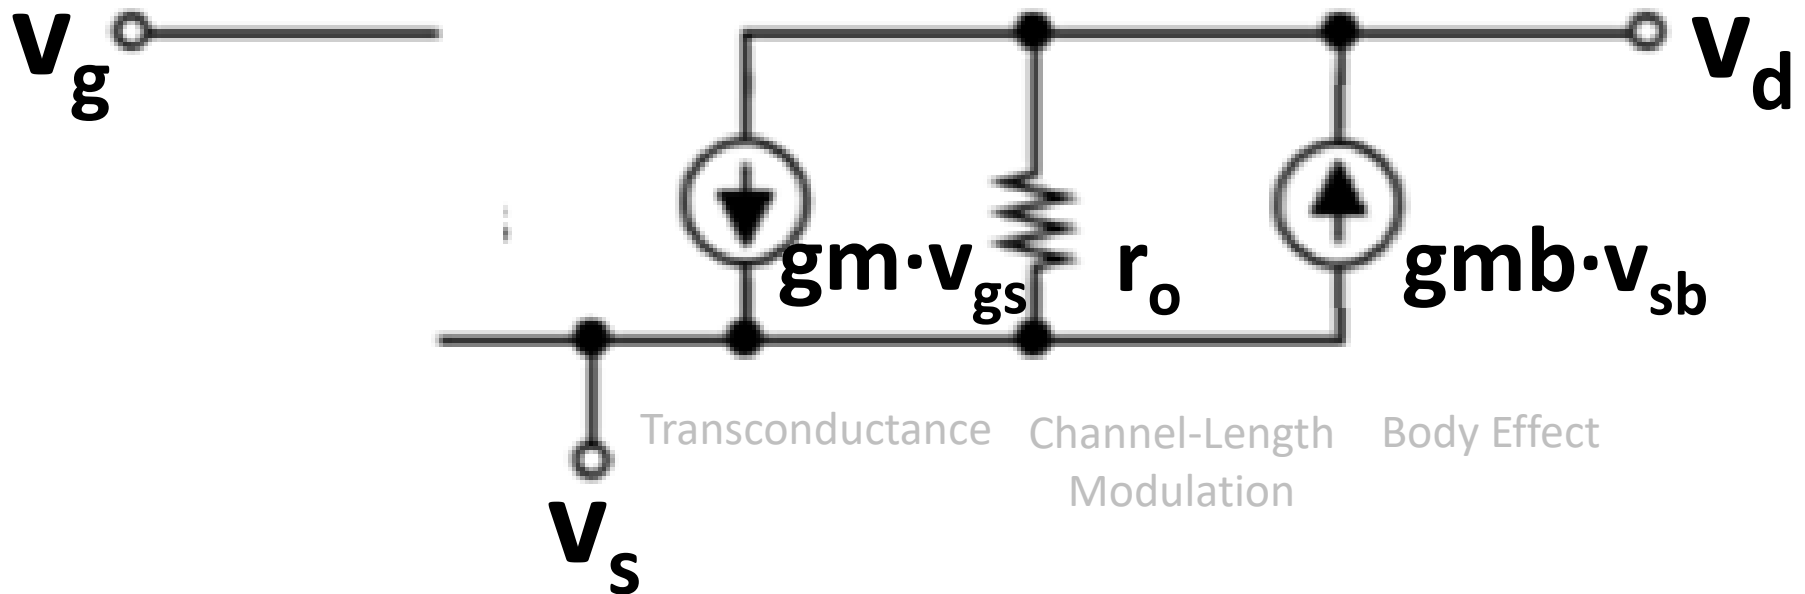 vg
vd
gm·vgs
ro
gmb·vsb
Transconductance
Channel-Length
Modulation
Body Effect
vs